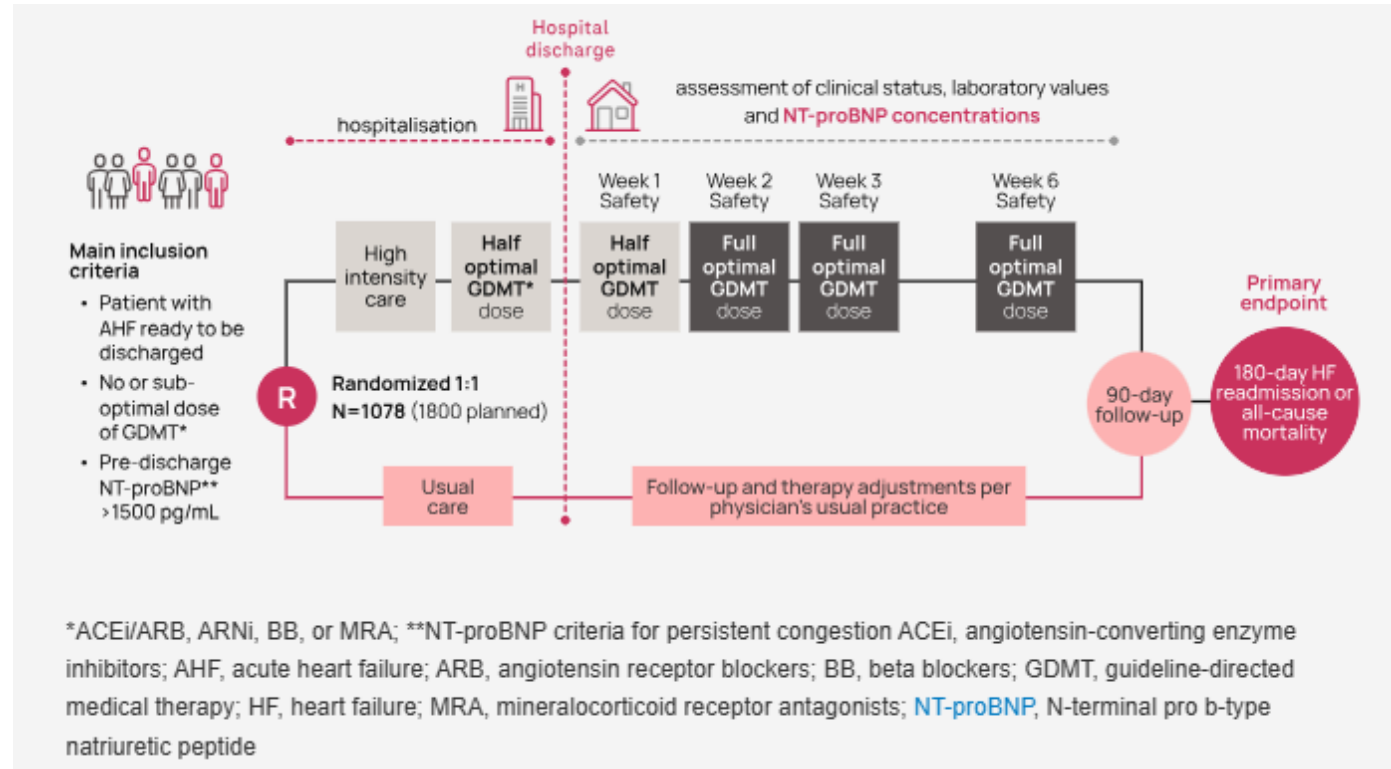 Hospital
discharge
H
hospitalisation
assessment of clinical status, laboratory values
and NT-proBNP concentrations
Main inclusion
criteria
• Patient with
AHF ready to be
discharged
• No or sub-
optimal dose
of GDMT*
• Pre-discharge
NT-proBNP**
>1500 pg/mL
R
High
intensity
care
Half
optimal
GDMT*
dose
Week 1
Safety
Half
optimal
GDMT
dose
Week 2
Safety
Full
optimal
GDMT
dose
Week 3
Safety
Full
optimal
GDMT
dose
Week 6
Safety
Full
optimal
GDMT
dose
Randomized 1:1
N=1078 (1800 planned)
Usual
care
Follow-up and therapy adjustments per
physician's usual practice
90-day
follow-up
Primary
endpoint
180-day HF
readmission or
all-cause
mortality
*ACEi/ARB, ARNi, BB, or MRA; **NT-proBNP criteria for persistent congestion ACEi, angiotensin-converting enzyme
inhibitors; AHF, acute heart failure; ARB, angiotensin receptor blockers; BB, beta blockers; GDMT, guideline-directed
medical therapy; HF, heart failure; MRA, mineralocorticoid receptor antagonists; NT-proBNP, N-terminal pro b-type
natriuretic peptide